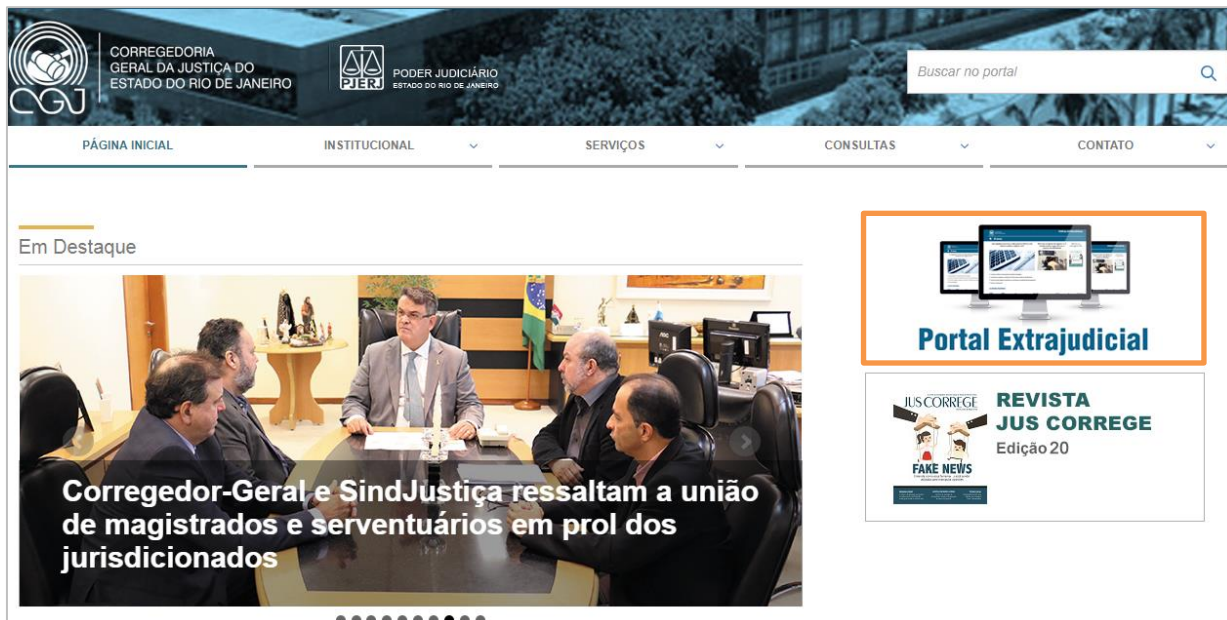 CORREGEDORIA
GERAL DA JUSTIÇA DO
ESTADO DO RIO DE JANEIRO
CGJ
PJERJ
PODER JUDICIÁRIO
ESTADO DO RIO DE JANEIRO
Buscar no portal
PÁGINA INICIAL
INSTITUCIONAL
SERVIÇOS
CONSULTAS
CONTATO
Em Destaque
Corregedor-Geral e SindJustiça ressaltam a união
de magistrados e serventuários em prol dos
jurisdicionados
Portal Extrajudicial
JUS CORREGE
FAKE NEWS
REVISTA
JUS CORREGE
Edição 20